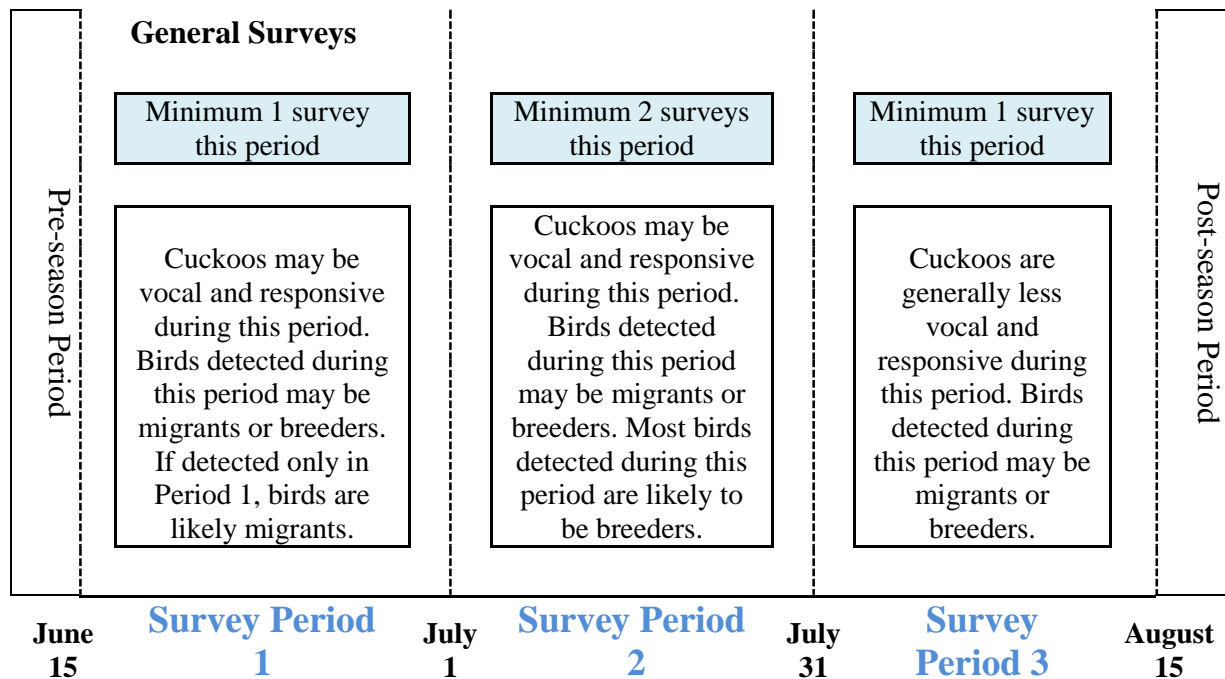 General Surveys
Pre-season Period
Minimum 1 survey
this period
Cuckoos may be
vocal and responsive
during this period.
Birds detected during
this period may be
migrants or breeders.
If detected only in
Period 1, birds are
likely migrants.
Minimum 2 surveys
this period
Cuckoos may be
vocal and responsive
during this period.
Birds detected
during this period
may be migrants or
breeders. Most birds
detected during this
period are likely to
be breeders.
Minimum 1 survey
this period
Cuckoos are
generally less
vocal and
responsive during
this period. Birds
detected during
this period may be
migrants or
breeders.
Post-season Period
June
15
Survey Period
1
July
1
Survey Period
2
July
31
Survey
Period 3
August
15